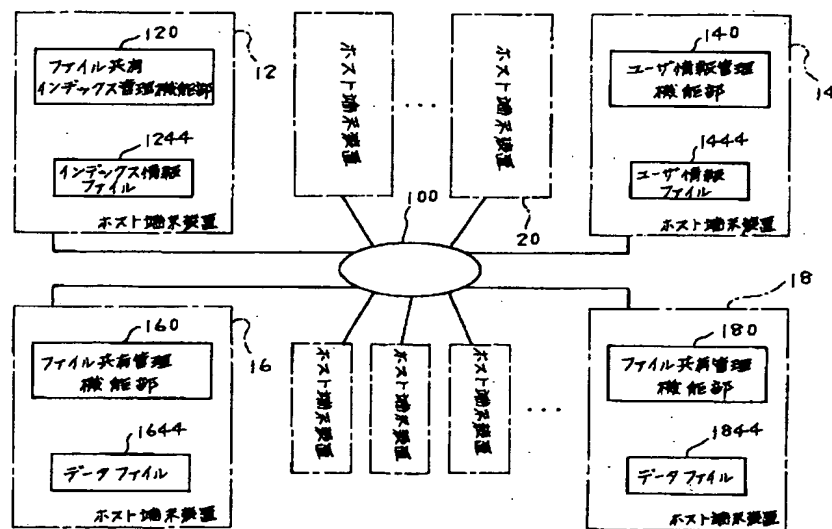 120
ファイル共有
インデックス管理機能部
12
1244
インデックス情報
ファイル
ホスト端末装置
ホスト端末装置
...
ホスト端末装置
20
140
ユーザ情報管理
機能部
14
1444
ユーザ情報
ファイル
ホスト端末装置
100
160
ファイル共有管理
機能部
16
1644
データファイル
ホスト端末装置
ホスト端末装置
ホスト端末装置
ホスト端末装置
...
18
180
ファイル共有管理
機能部
1844
データファイル
ホスト端末装置